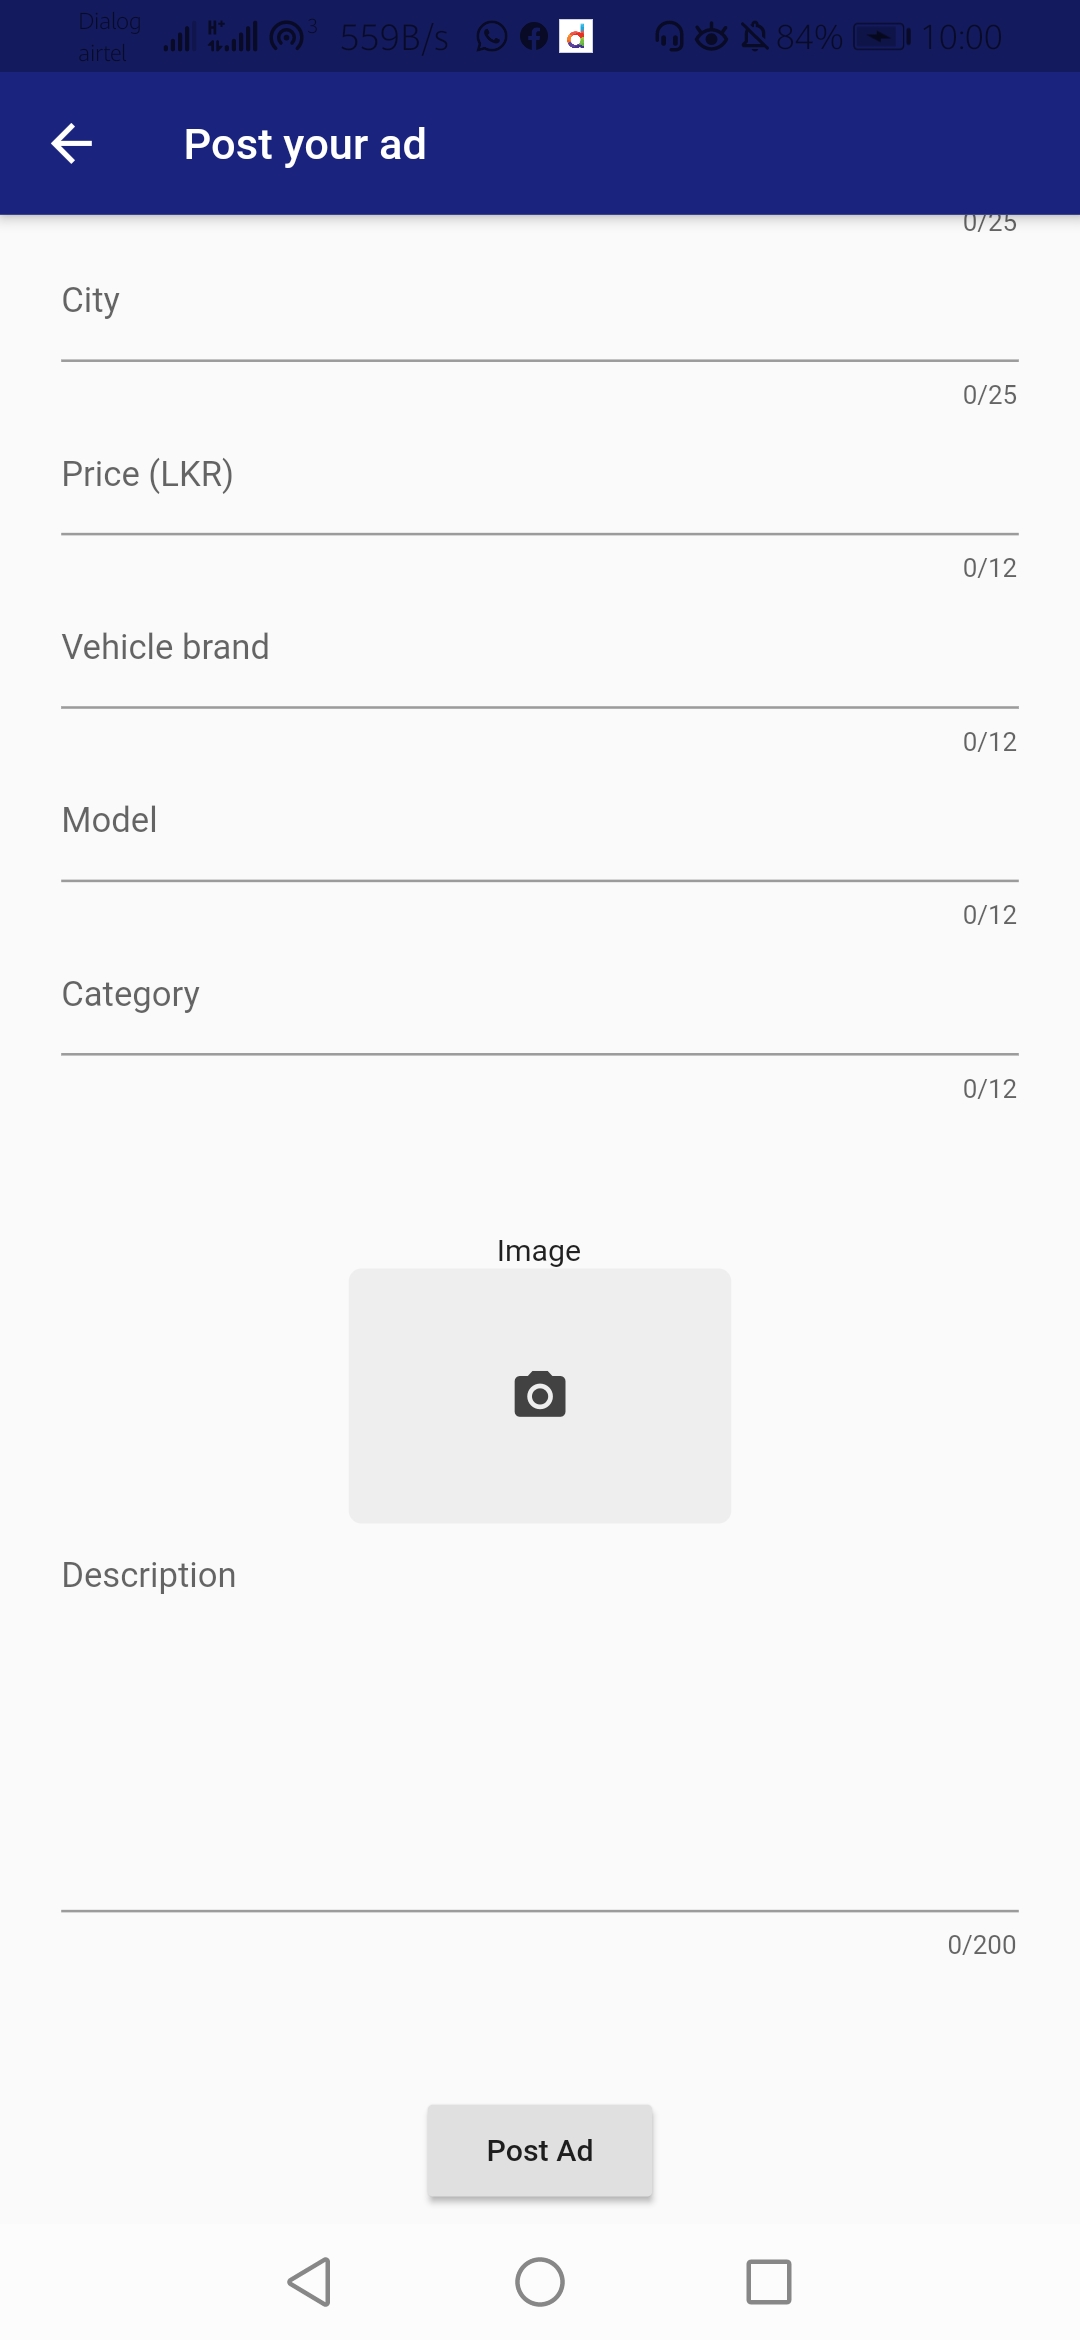 Dialog
airtel
H+
3
559B/s
84%
10:00
Post your ad
0/25
City
0/25
Price (LKR)
0/12
Vehicle brand
0/12
Model
0/12
Category
0/12
Image
Description
0/200
Post Ad